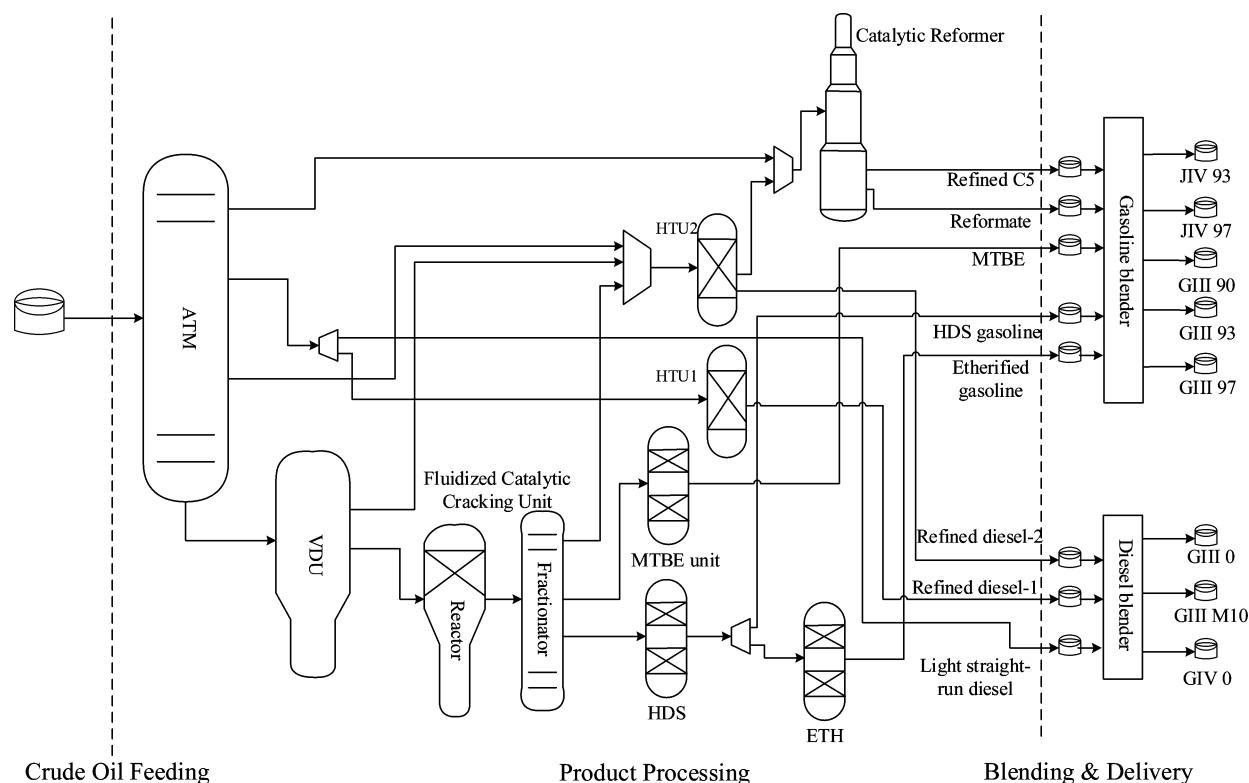 Catalytic Reformer
Refined C5
JIV 93
Reformate
HTU2
JIV 97
MTBE
Gasoline blender
GIII 90
ATM
HDS gasoline
GIII 93
HTU1
Etherified
gasoline
GIII 97
Fluidized Catalytic
Cracking Unit
VDU
MTBE unit
Refined diesel-2
GIII 0
Fractionator
Reactor
Refined diesel-1
Diesel blender
GIII M10
Light straight-
run diesel
GIV 0
HDS
ETH
Crude Oil Feeding
Product Processing
Blending & Delivery